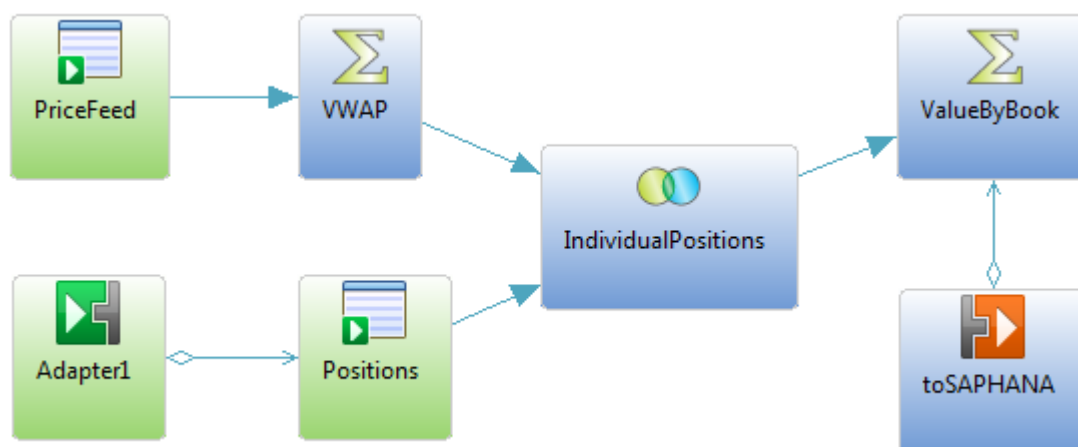 PriceFeed
VWAP
ValueByBook
IndividualPositions
Adapter1
Positions
toSAPHANA